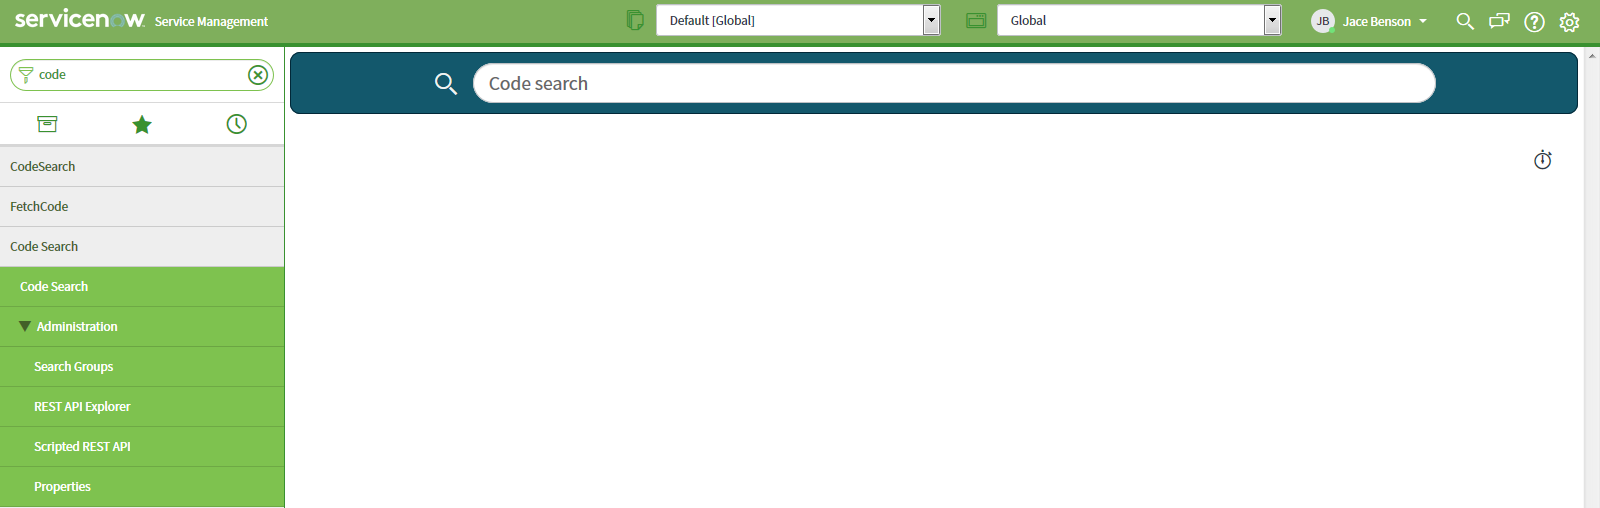 servicenow Service Management
Default [Global]
Global
JB Jace Benson
code
Code search
CodeSearch
FetchCode
Code Search
Code Search
Administration
Search Groups
REST API Explorer
Scripted REST API
Properties